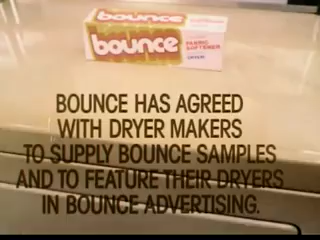 bounce
bounce
FABRIC
SOFTENER
BOUNCE HAS AGREED
WITH DRYER MAKERS
TO SUPPLY BOUNCE SAMPLES
AND TO FEATURE THEIR DRYERS
IN BOUNCE ADVERTISING.